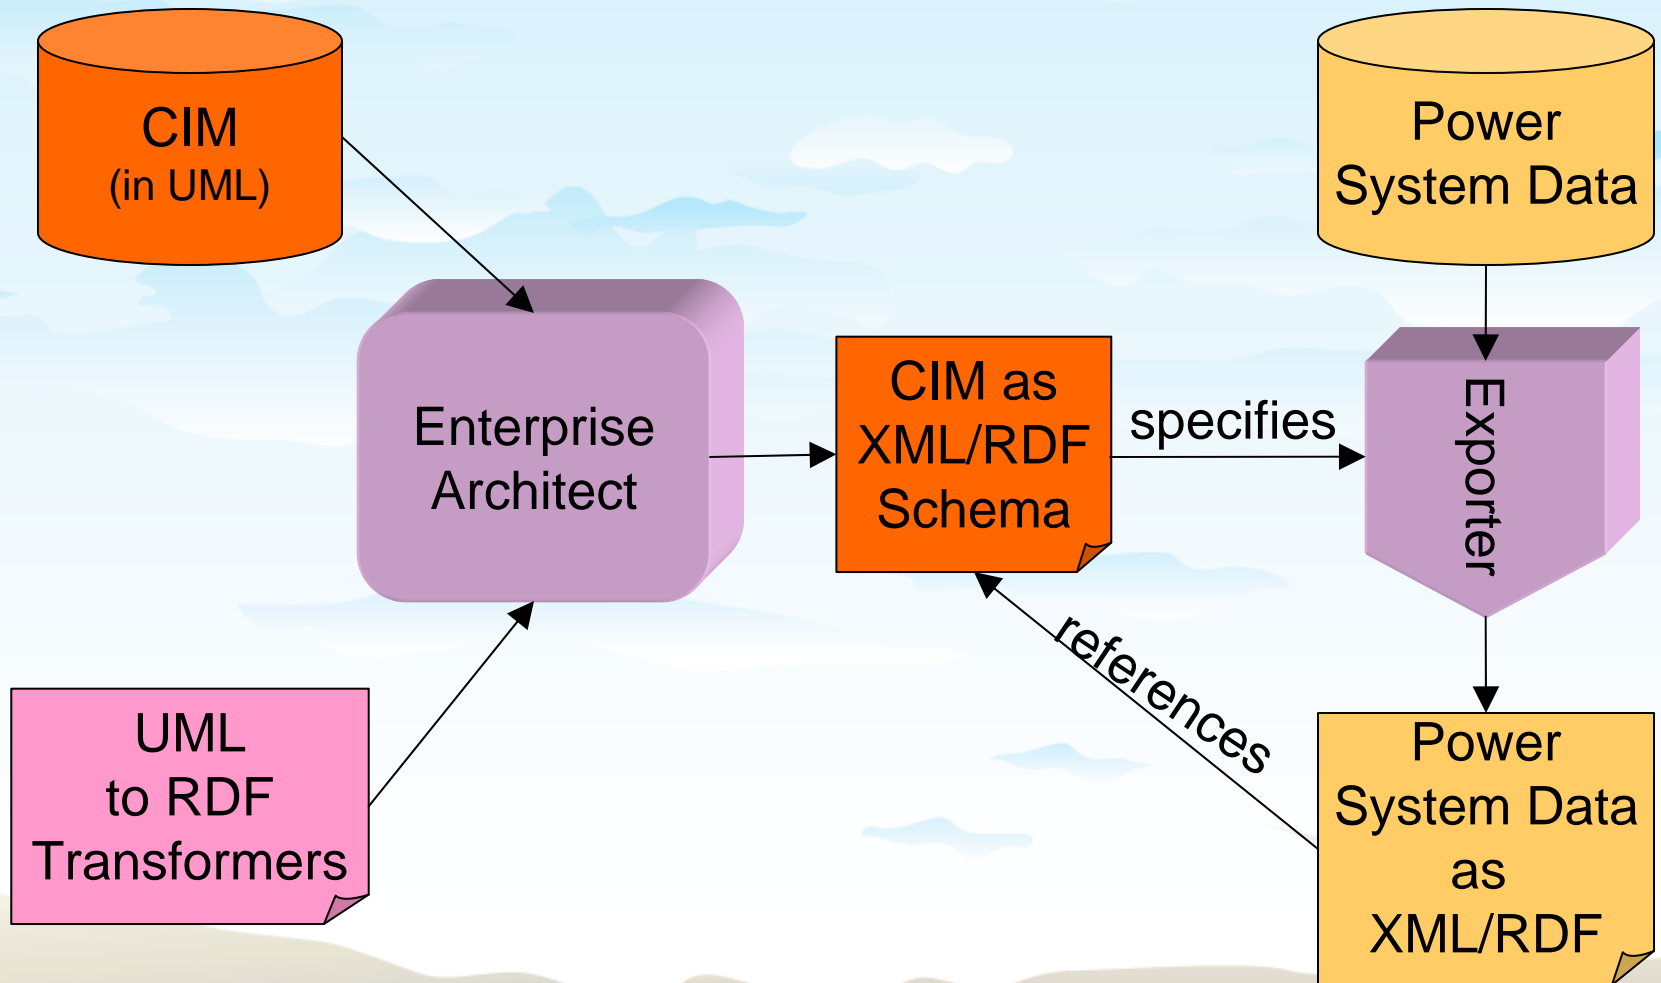 CIM
(in UML)
Power
System Data
Enterprise
Architect
CIM as
XML/RDF
Schema
specifies
Exporter
references
UML
to RDF
Transformers
Power
System Data
as
XML/RDF